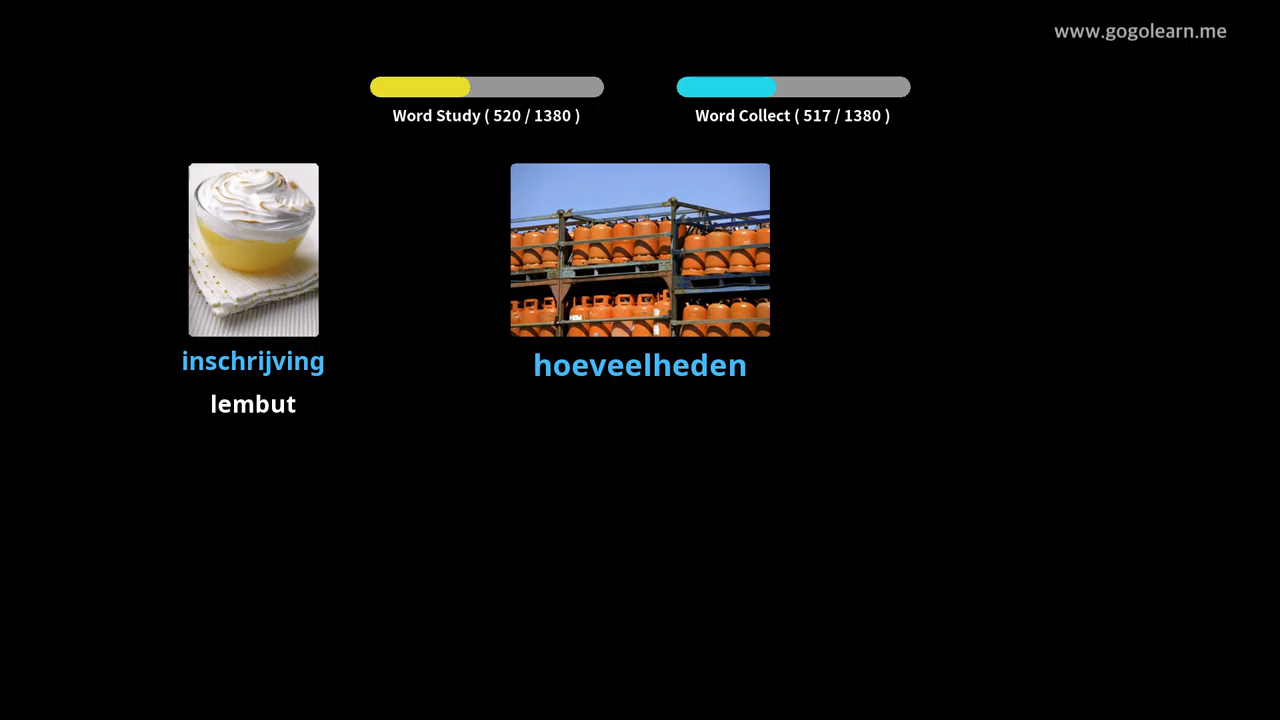 www.gogolearn.me
Word Study ( 520 / 1380 )
Word Collect ( 517 / 1380 )
inschrijving
lembut
hoeveelheden